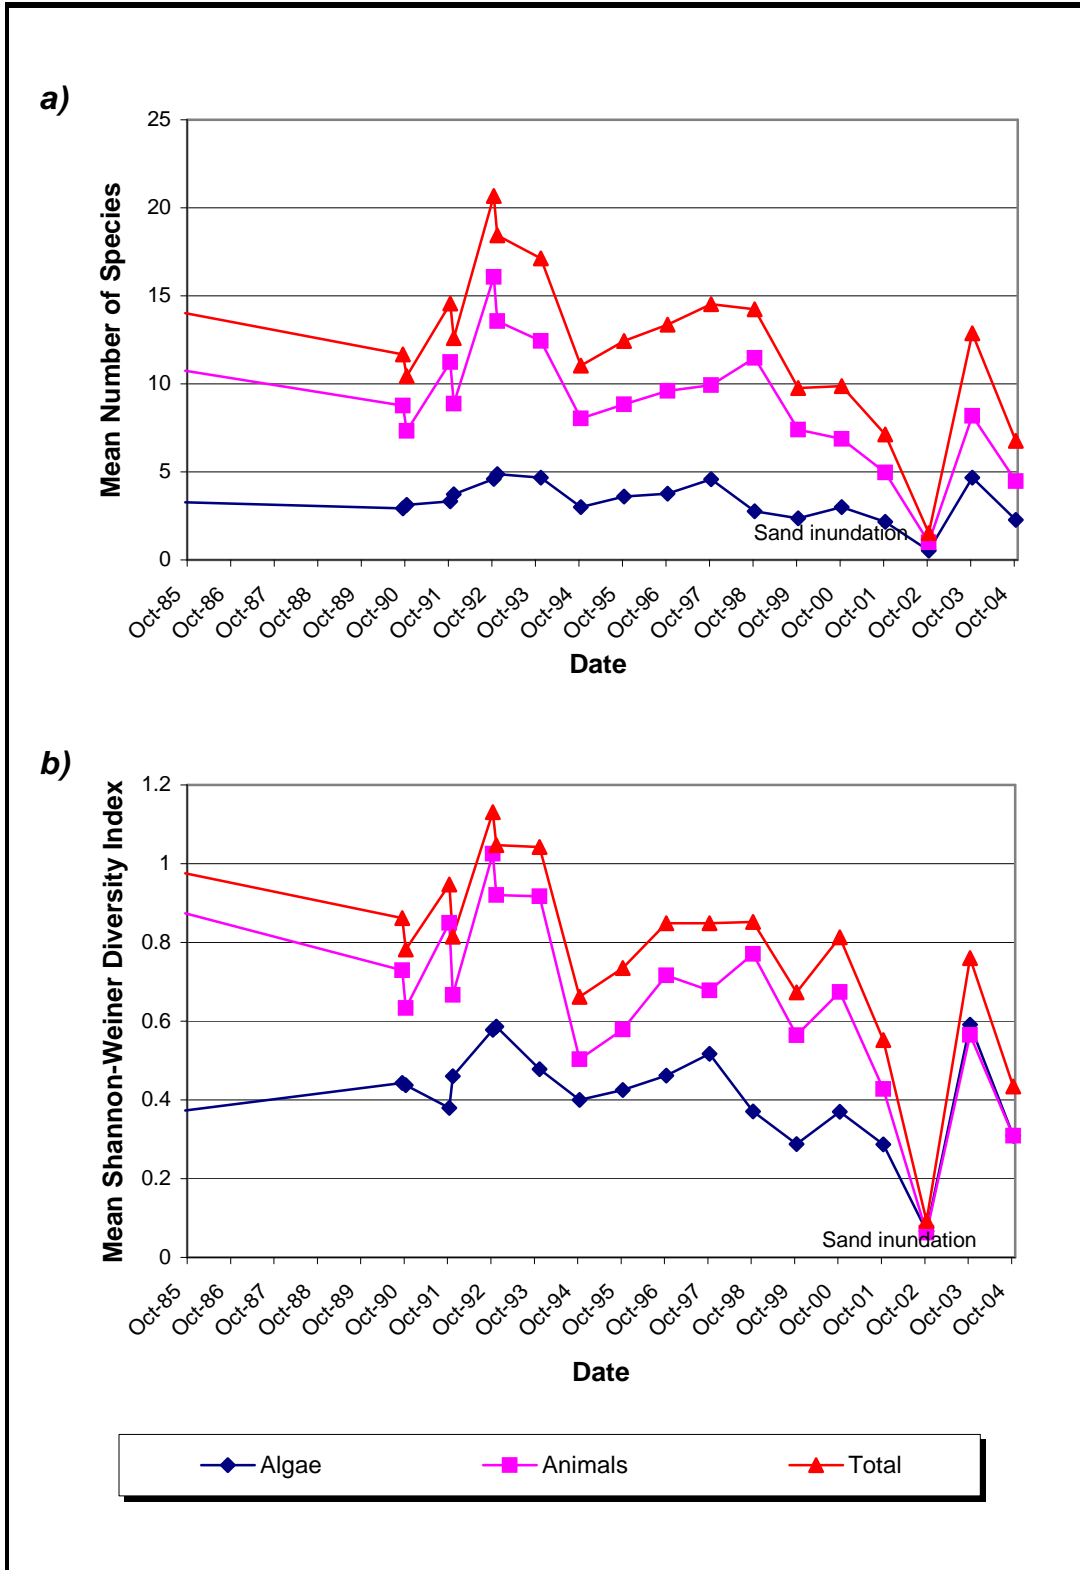 a)
Mean Number of Species
25
20
15
10
5
0
Sand inundation
Oct-85
Oct-86
Oct-87
Oct-88
Oct-89
Oct-90
Oct-91
Oct-92
Oct-93
Oct-94
Oct-95
Oct-96
Oct-97
Oct-98
Oct-99
Oct-00
Oct-01
Oct-02
Oct-03
Oct-04
Date
b)
Mean Shannon-Weiner Diversity Index
1.2
1
0.8
0.6
0.4
0.2
0
Sand inundation
Oct-85
Oct-86
Oct-87
Oct-88
Oct-89
Oct-90
Oct-91
Oct-92
Oct-93
Oct-94
Oct-95
Oct-96
Oct-97
Oct-98
Oct-99
Oct-00
Oct-01
Oct-02
Oct-03
Oct-04
Date
Algae
Animals
Total